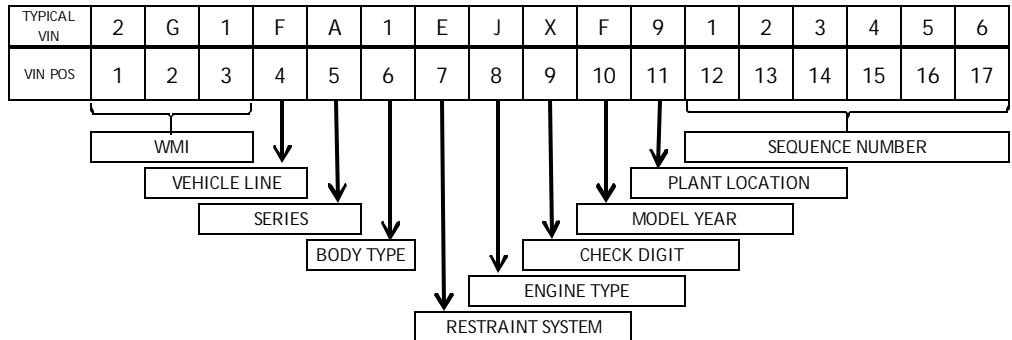 TYPICAL
VIN 2 G 1 F A 1 E J X F 9 1 2 3 4 5 6
VIN POS 1 2 3 4 5 6 7 8 9 10 11 12 13 14 15 16 17
WMI SEQUENCE NUMBER
VEHICLE LINE PLANT LOCATION
SERIES MODEL YEAR
BODY TYPE CHECK DIGIT
ENGINE TYPE
RESTRAINT SYSTEM